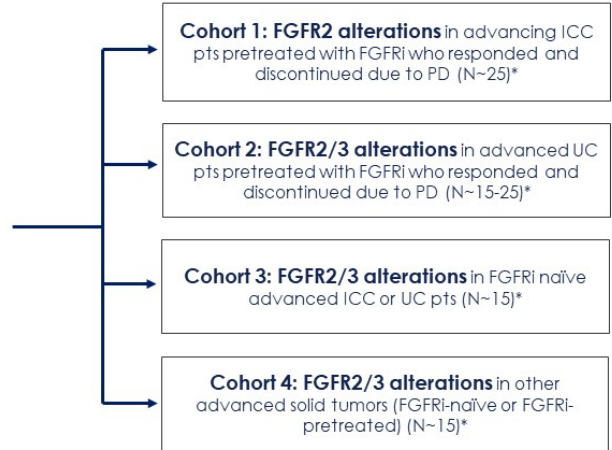 Cohort 1: FGFR2 alterations in advancing ICC
pts pretreated with FGFRi who responded and
discontinued due to PD (N~25)*
Cohort 2: FGFR2/3 alterations in advanced UC
pts pretreated with FGFRi who responded and
discontinued due to PD (N~15-25)*
Cohort 3: FGFR2/3 alterations in FGFRi naïve
advanced ICC or UC pts (N~15)*
Cohort 4: FGFR2/3 alterations in other
advanced solid tumors (FGFRi-naïve or FGFRi-
pretreated) (N~15)*